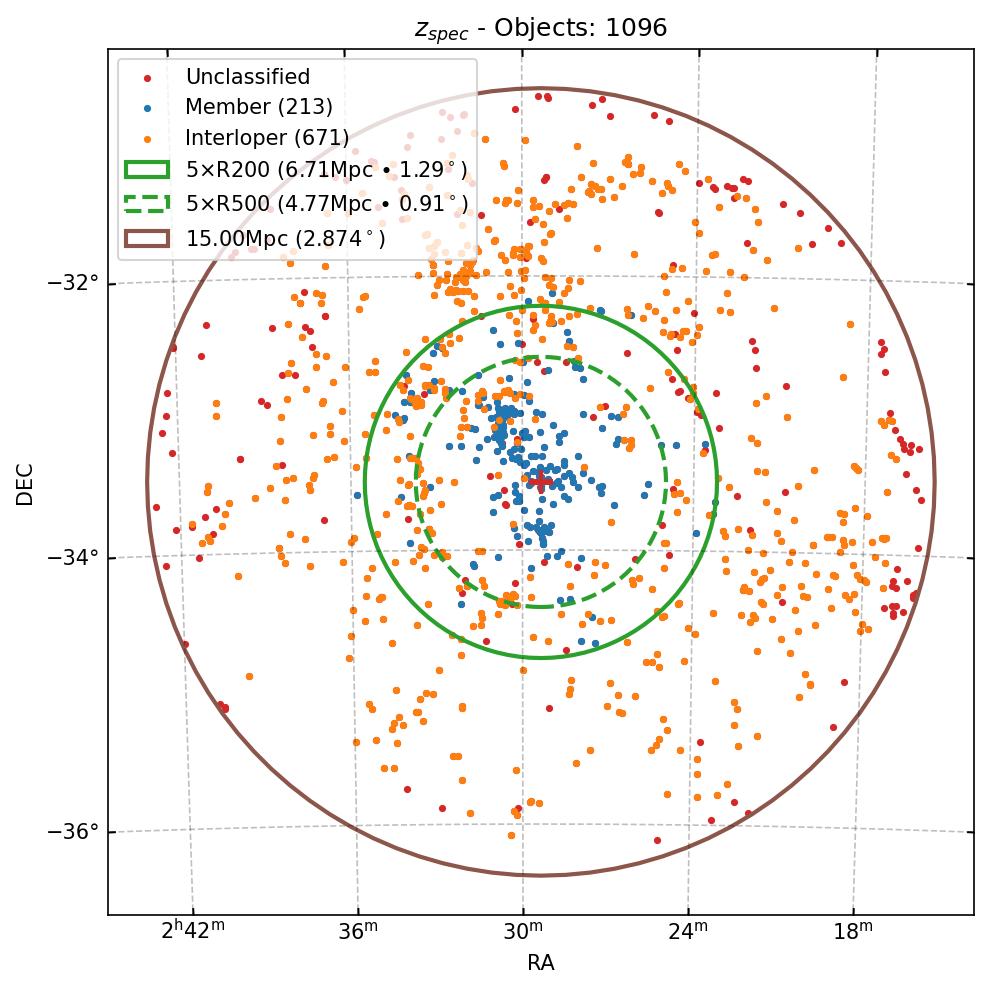 z_spec - Objects: 1096
Unclassified
Member (213)
Interloper (671)
5×R200 (6.71Mpc • 1.29°)
5×R500 (4.77Mpc • 0.91°)
15.00Mpc (2.874°)
−32°
−34°
−36°
DEC
2ʰ42ᵐ 36ᵐ 30ᵐ 24ᵐ 18ᵐ
RA